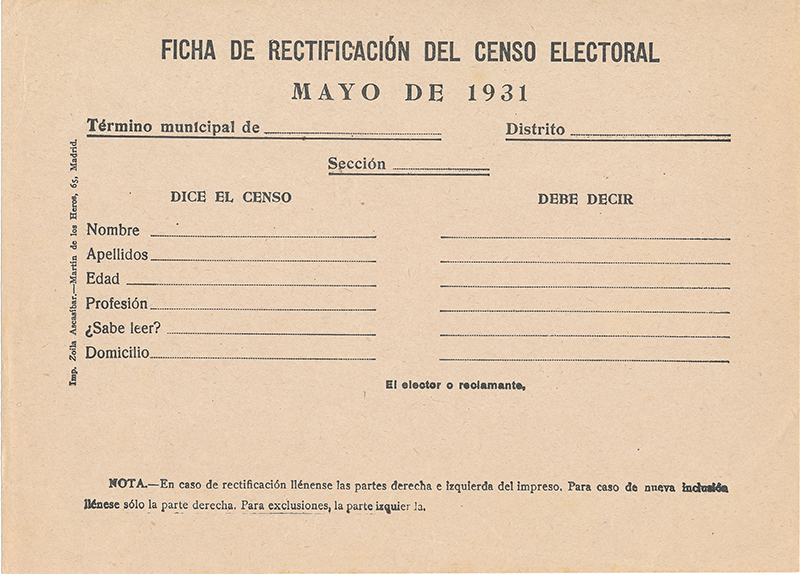 FICHA DE RECTIFICACIÓN DEL CENSO ELECTORAL
MAYO DE 1931
Término municipal de
Distrito
Sección
DICE EL CENSO
DEBE DECIR
Nombre
Apellidos
Edad
Profesión
¿Sabe leer?
Domicilio
El elector o reclamante,
NOTA.—En caso de rectificación llénense las partes derecha e izquierda del impreso. Para caso de nueva inclusión
llénese sólo la parte derecha. Para exclusiones, la parte izquier la.
Imp. Zoila Ascasíbar.—Martín de los Heros, 65, Madrid.